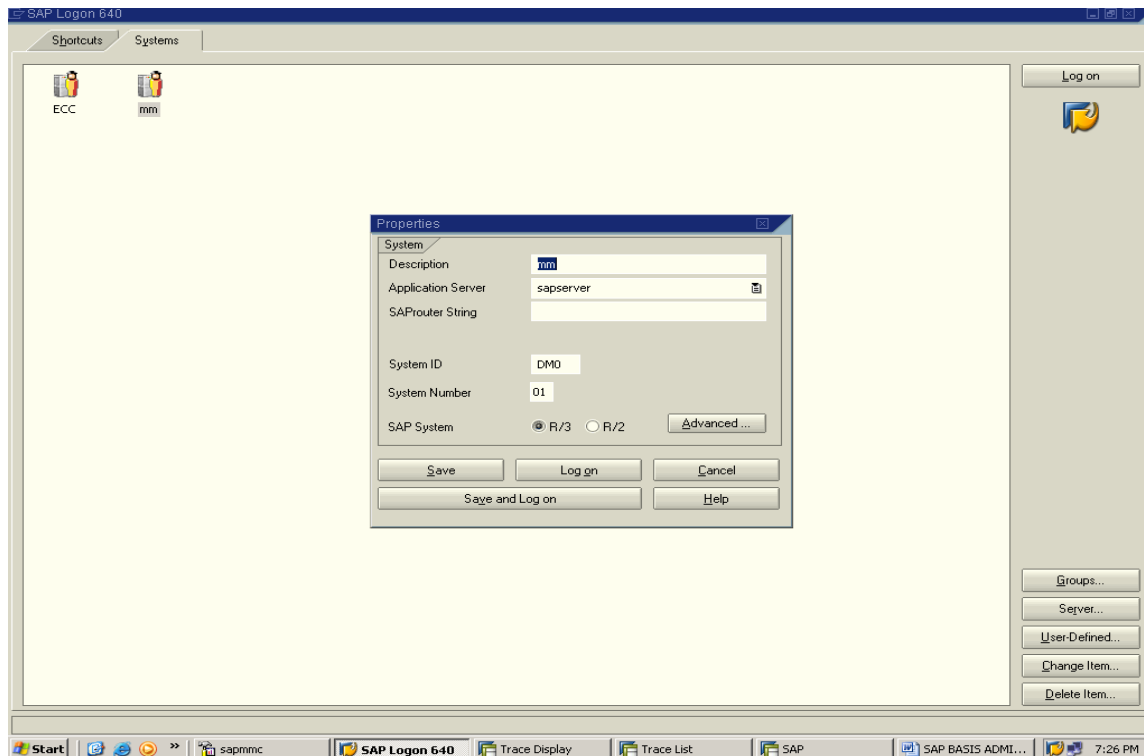 SAP Logon 640
Shortcuts Systems
Log on
ECC mm
Properties
System
Description mm
Application Server sapserver
SAProuter String
System ID DM0
System Number 01
SAP System R/3 R/2 Advanced ...
Save Log on Cancel
Save and Log on Help
Groups...
Server...
User-Defined...
Change Item...
Delete Item...
Start » sapmmc SAP Logon 640 Trace Display Trace List SAP SAP BASIS ADMI... 7:26 PM